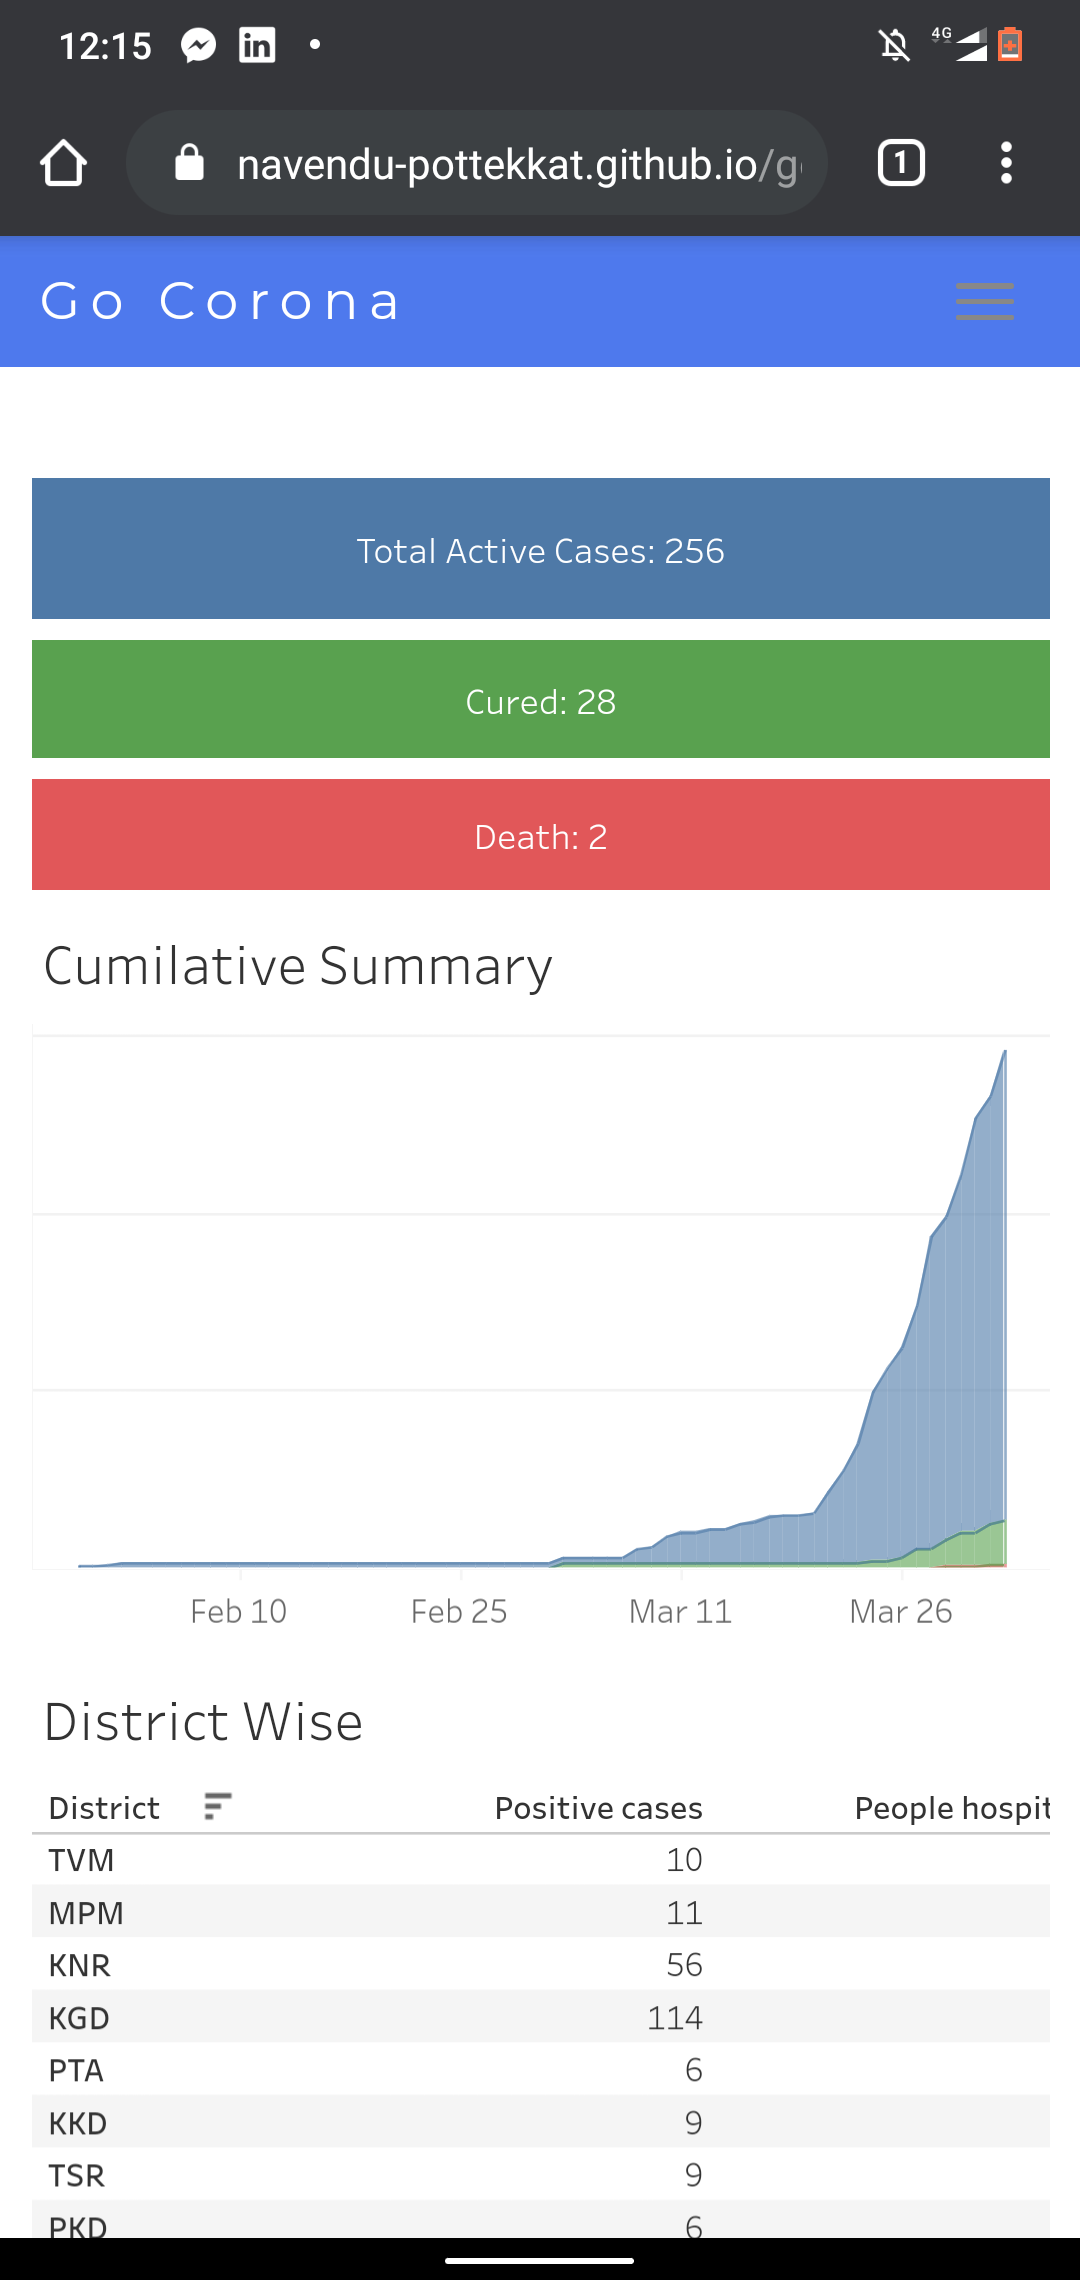 12:15
4G
navendu-pottekkat.github.io/g
1
Go Corona
Total Active Cases: 256
Cured: 28
Death: 2
Cumilative Summary
Feb 10 Feb 25 Mar 11 Mar 26
District Wise
District Positive cases People hospit
TVM 10
MPM 11
KNR 56
KGD 114
PTA 6
KKD 9
TSR 9
PKD 6